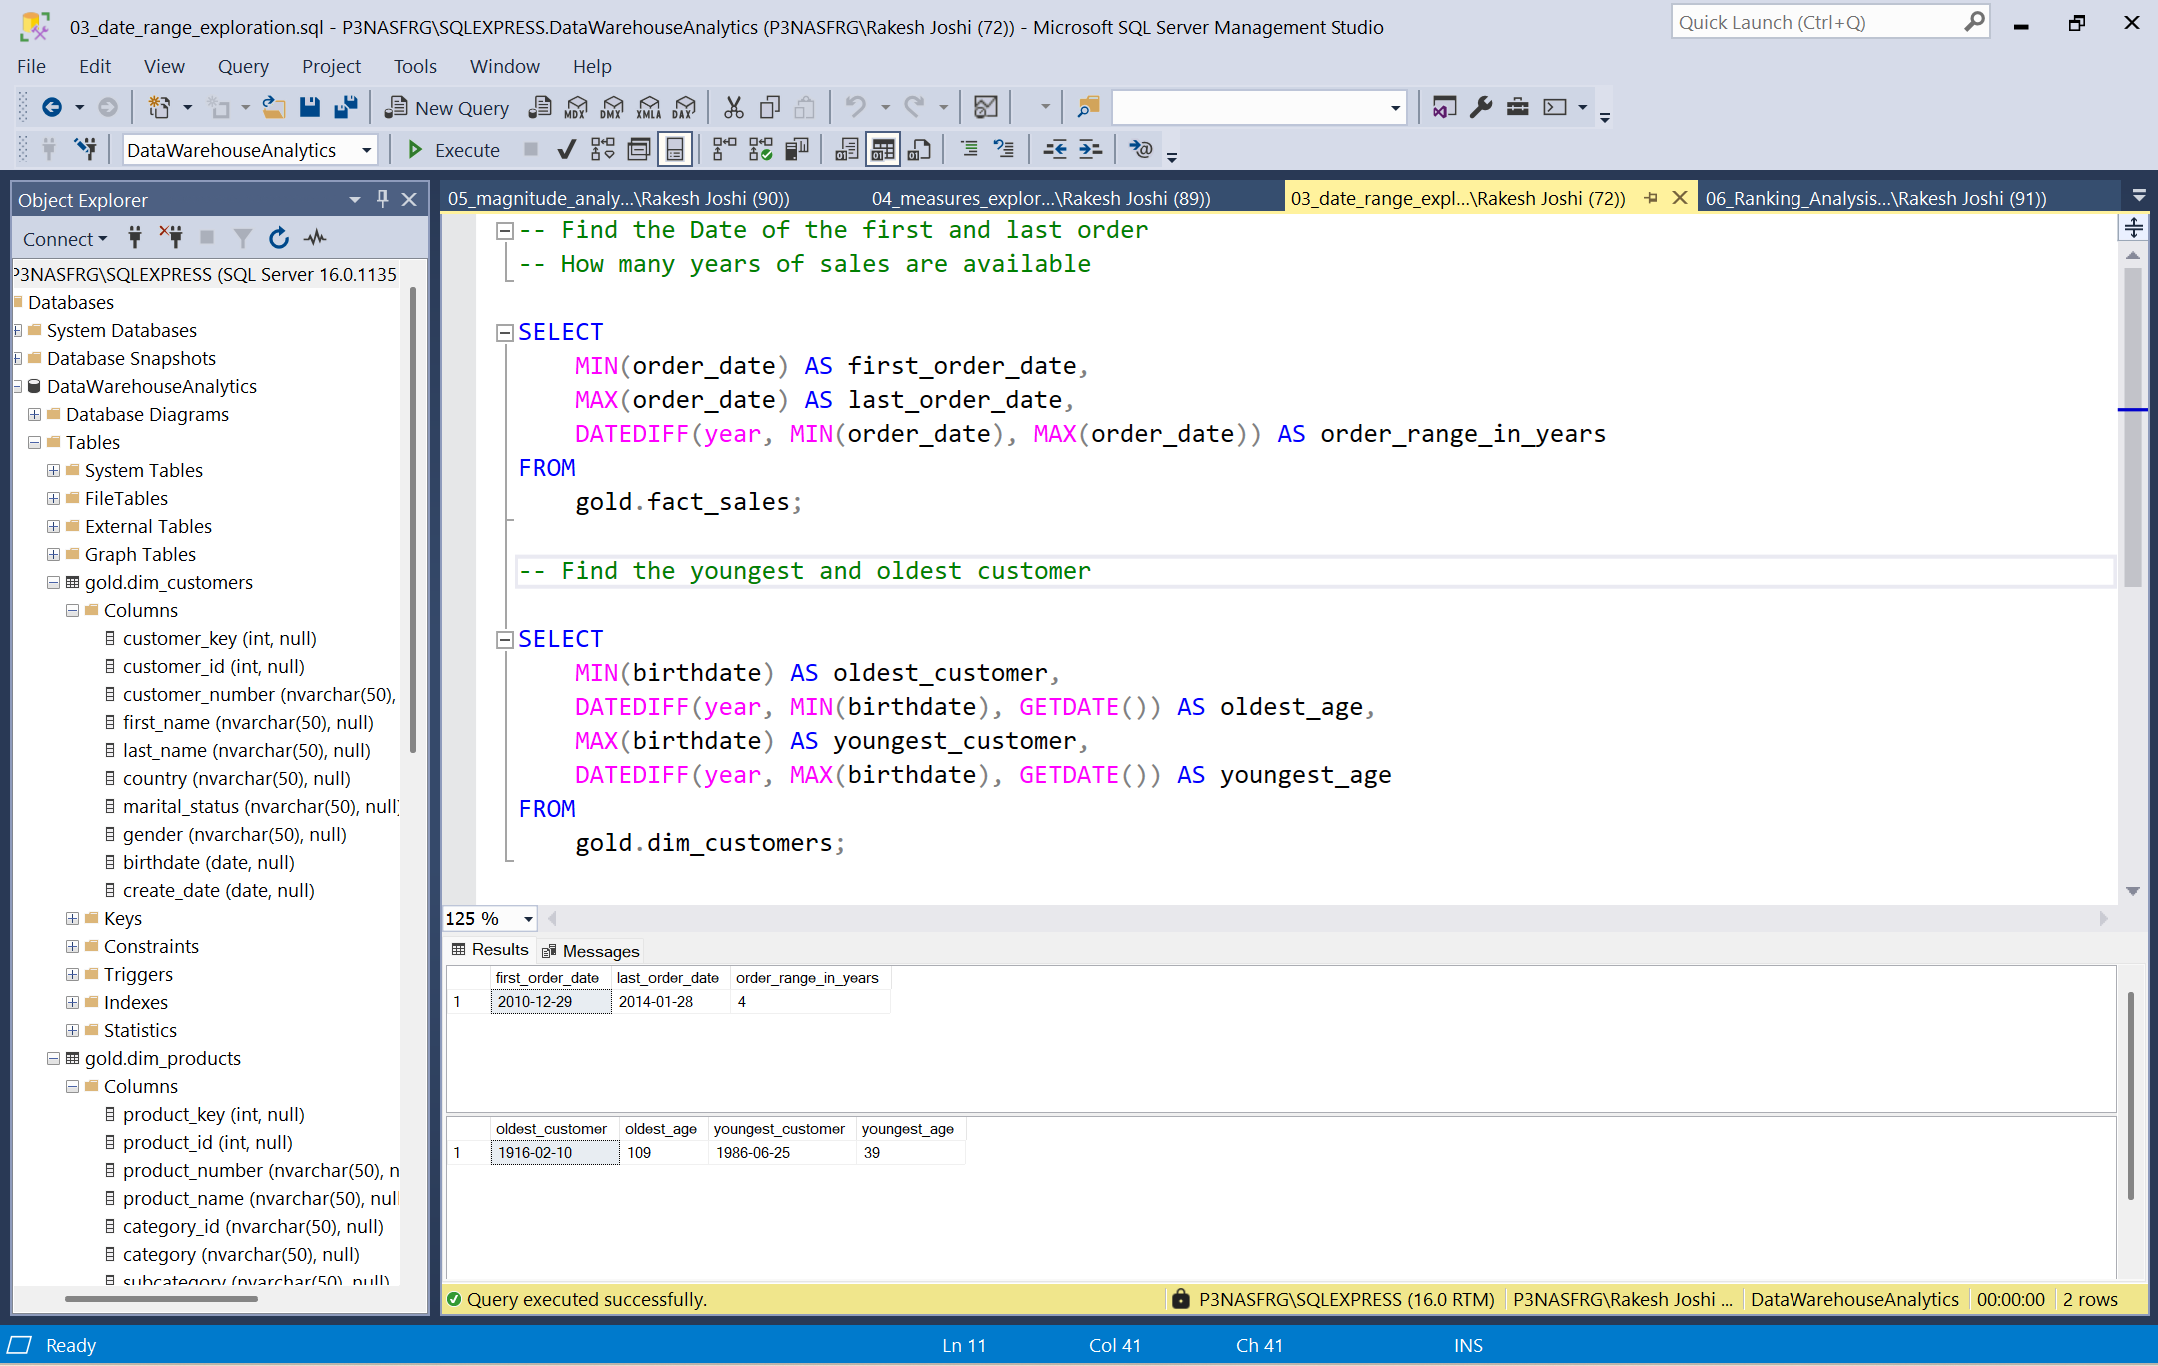 03_date_range_exploration.sql - P3NASFRG\SQLEXPRESS.DataWarehouseAnalytics (P3NASFRG\Rakesh Joshi (72)) - Microsoft SQL Server Management Studio
Quick Launch (Ctrl+Q)
File Edit View Query Project Tools Window Help
New Query MDX DMX XMLA DAX
DataWarehouseAnalytics Execute
Object Explorer
Connect
P3NASFRG\SQLEXPRESS (SQL Server 16.0.1135
Databases
System Databases
Database Snapshots
DataWarehouseAnalytics
Database Diagrams
Tables
System Tables
FileTables
External Tables
Graph Tables
gold.dim_customers
Columns
customer_key (int, null)
customer_id (int, null)
customer_number (nvarchar(50),
first_name (nvarchar(50), null)
last_name (nvarchar(50), null)
country (nvarchar(50), null)
marital_status (nvarchar(50), null)
gender (nvarchar(50), null)
birthdate (date, null)
create_date (date, null)
Keys
Constraints
Triggers
Indexes
Statistics
gold.dim_products
Columns
product_key (int, null)
product_id (int, null)
product_number (nvarchar(50), n
product_name (nvarchar(50), null
category_id (nvarchar(50), null)
category (nvarchar(50), null)
subcategory (nvarchar(50), null)
05_magnitude_analy...\Rakesh Joshi (90)) 04_measures_explor...\Rakesh Joshi (89)) 03_date_range_expl...\Rakesh Joshi (72)) 06_Ranking_Analysis...\Rakesh Joshi (91))
-- Find the Date of the first and last order
-- How many years of sales are available
SELECT
MIN(order_date) AS first_order_date,
MAX(order_date) AS last_order_date,
DATEDIFF(year, MIN(order_date), MAX(order_date)) AS order_range_in_years
FROM
gold.fact_sales;
-- Find the youngest and oldest customer
SELECT
MIN(birthdate) AS oldest_customer,
DATEDIFF(year, MIN(birthdate), GETDATE()) AS oldest_age,
MAX(birthdate) AS youngest_customer,
DATEDIFF(year, MAX(birthdate), GETDATE()) AS youngest_age
FROM
gold.dim_customers;
125 %
Results Messages
first_order_date last_order_date order_range_in_years
1 2010-12-29 2014-01-28 4
oldest_customer oldest_age youngest_customer youngest_age
1 1916-02-10 109 1986-06-25 39
Query executed successfully. P3NASFRG\SQLEXPRESS (16.0 RTM) P3NASFRG\Rakesh Joshi ... DataWarehouseAnalytics 00:00:00 2 rows
Ready Ln 11 Col 41 Ch 41 INS